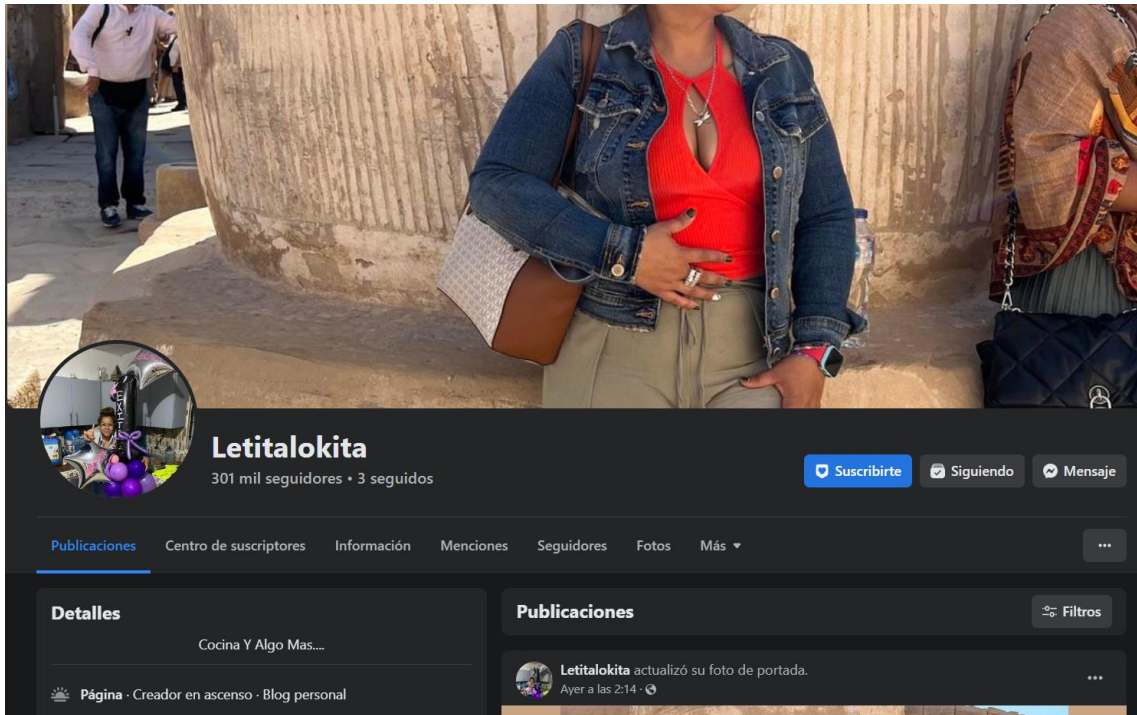 Letitalokita
301 mil seguidores • 3 seguidos
Suscribirte
Siguiendo
Mensaje
Publicaciones
Centro de suscriptores
Información
Menciones
Seguidores
Fotos
Más
Detalles
Cocina Y Algo Mas....
Página · Creador en ascenso · Blog personal
Publicaciones
Filtros
Letitalokita actualizó su foto de portada.
Ayer a las 2:14 ·